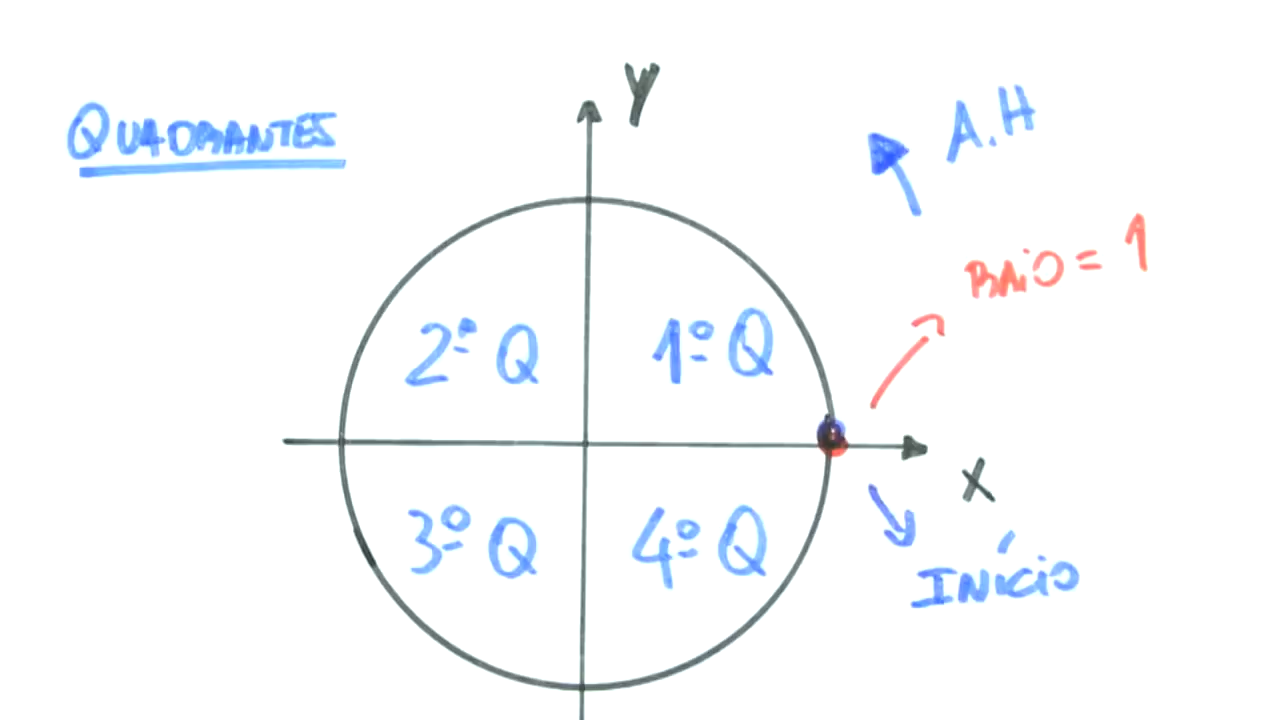 QUADRANTES
Y
A.H
RAIO = 1
2º Q
1º Q
X
3º Q
4º Q
INÍCIO